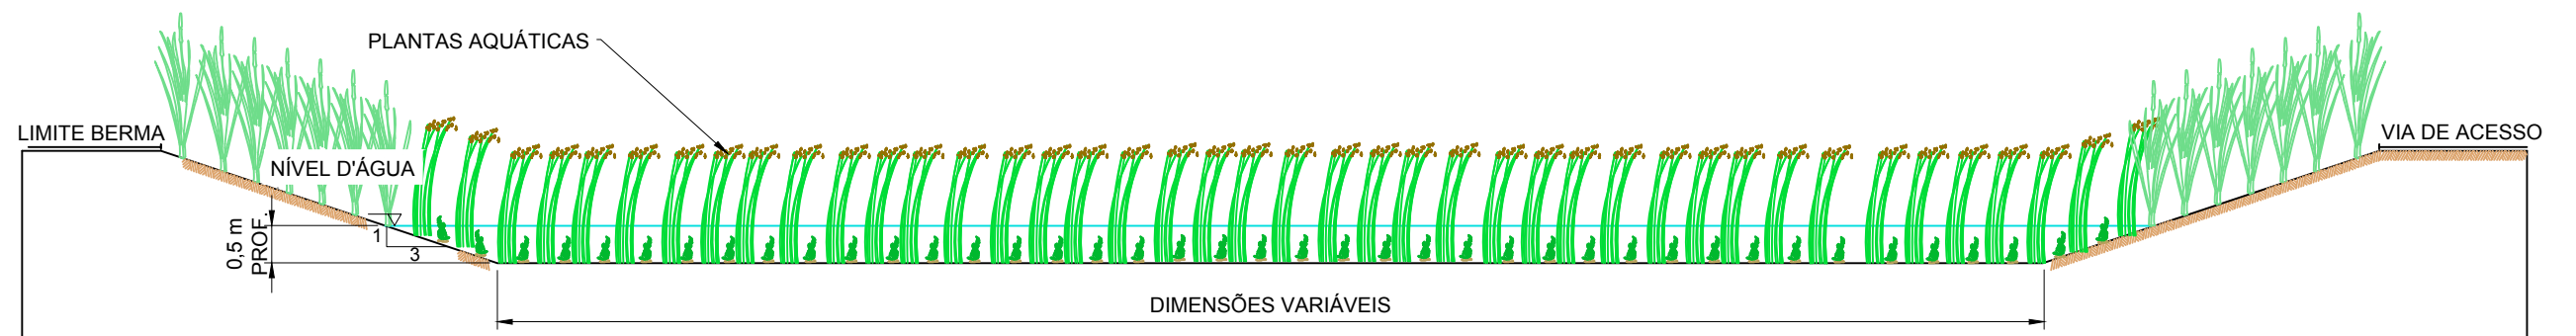 PLANTAS AQUÁTICAS
LIMITE BERMA
VIA DE ACESSO
NÍVEL D'ÁGUA
0,5 m
PROF.
1
3
DIMENSÕES VARIÁVEIS